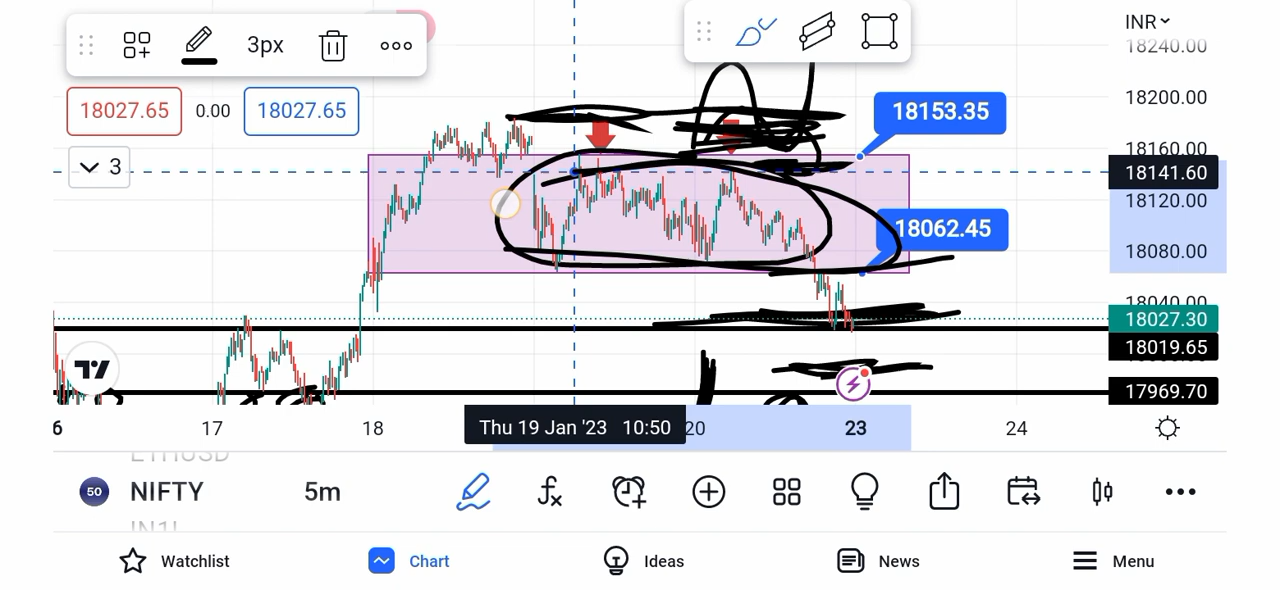 3px
INR
18240.00
18027.65 0.00 18027.65
18200.00
18153.35
3
18160.00
18141.60
18120.00
18062.45
18080.00
18040.00
18027.30
18019.65
17969.70
6 17 18 Thu 19 Jan '23 10:50 20 23 24
ETHUSD
50 NIFTY 5m
Watchlist Chart Ideas News Menu